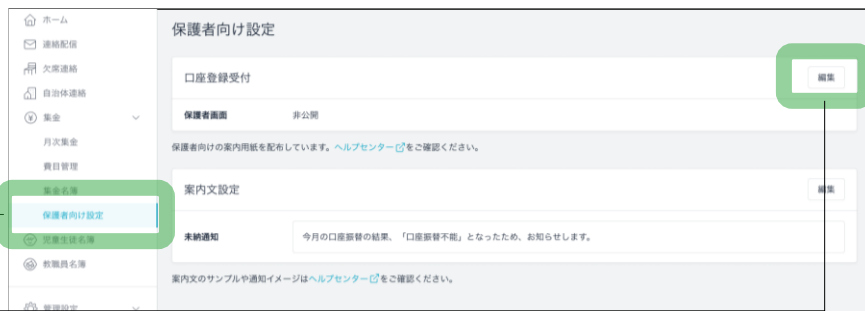 ホーム
連絡配信
欠席連絡
自治体連絡
集金
月次集金
費目管理
集金名簿
保護者向け設定
児童生徒名簿
教職員名簿
管理設定
保護者向け設定
口座登録受付
編集
保護者画面 非公開
保護者向けの案内用紙を配布しています。ヘルプセンターをご確認ください。
案内文設定
編集
未納通知 今月の口座振替の結果、「口座振替不能」となったため、お知らせします。
案内文のサンプルや通知イメージはヘルプセンターをご確認ください。